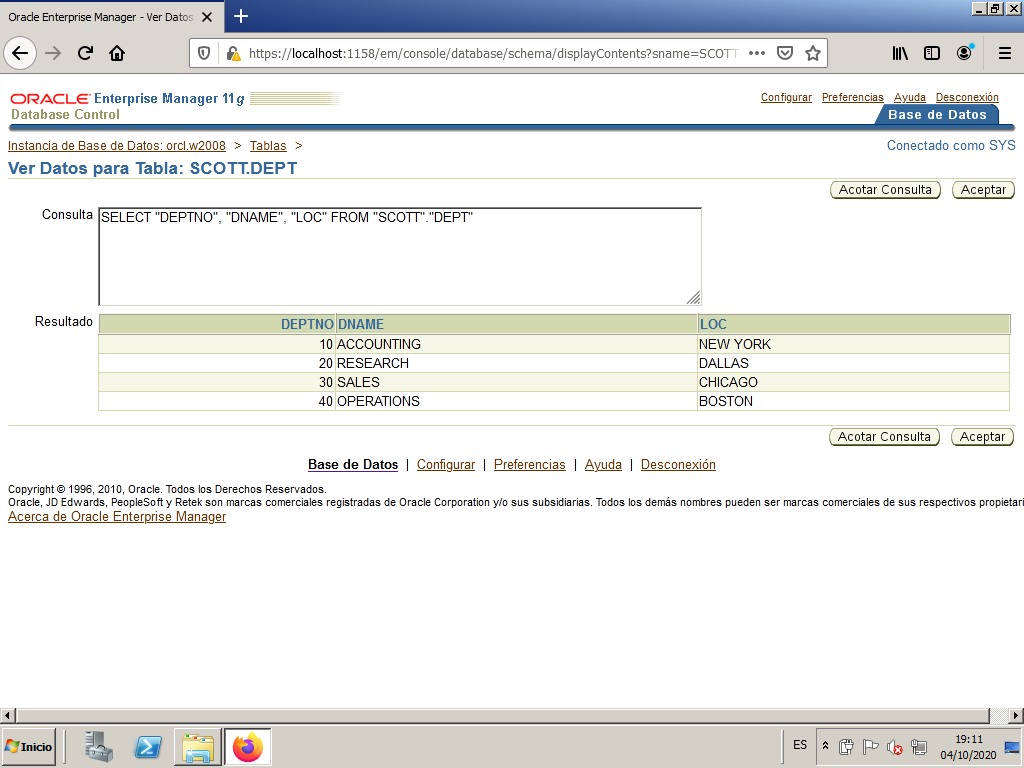 Oracle Enterprise Manager - Ver Datos
https://localhost:1158/em/console/database/schema/displayContents?sname=SCOTT
ORACLE Enterprise Manager 11g
Database Control
Configurar Preferencias Ayuda Desconexión
Base de Datos
Instancia de Base de Datos: orcl.w2008 > Tablas >
Conectado como SYS
Ver Datos para Tabla: SCOTT.DEPT
Acotar Consulta Aceptar
Consulta SELECT "DEPTNO", "DNAME", "LOC" FROM "SCOTT"."DEPT"
Resultado DEPTNO DNAME LOC
10 ACCOUNTING NEW YORK
20 RESEARCH DALLAS
30 SALES CHICAGO
40 OPERATIONS BOSTON
Acotar Consulta Aceptar
Base de Datos | Configurar | Preferencias | Ayuda | Desconexión
Copyright © 1996, 2010, Oracle. Todos los Derechos Reservados.
Oracle, JD Edwards, PeopleSoft y Retek son marcas comerciales registradas de Oracle Corporation y/o sus subsidiarias. Todos los demás nombres pueden ser marcas comerciales de sus respectivos propietari
Acerca de Oracle Enterprise Manager
Inicio
ES
19:11
04/10/2020